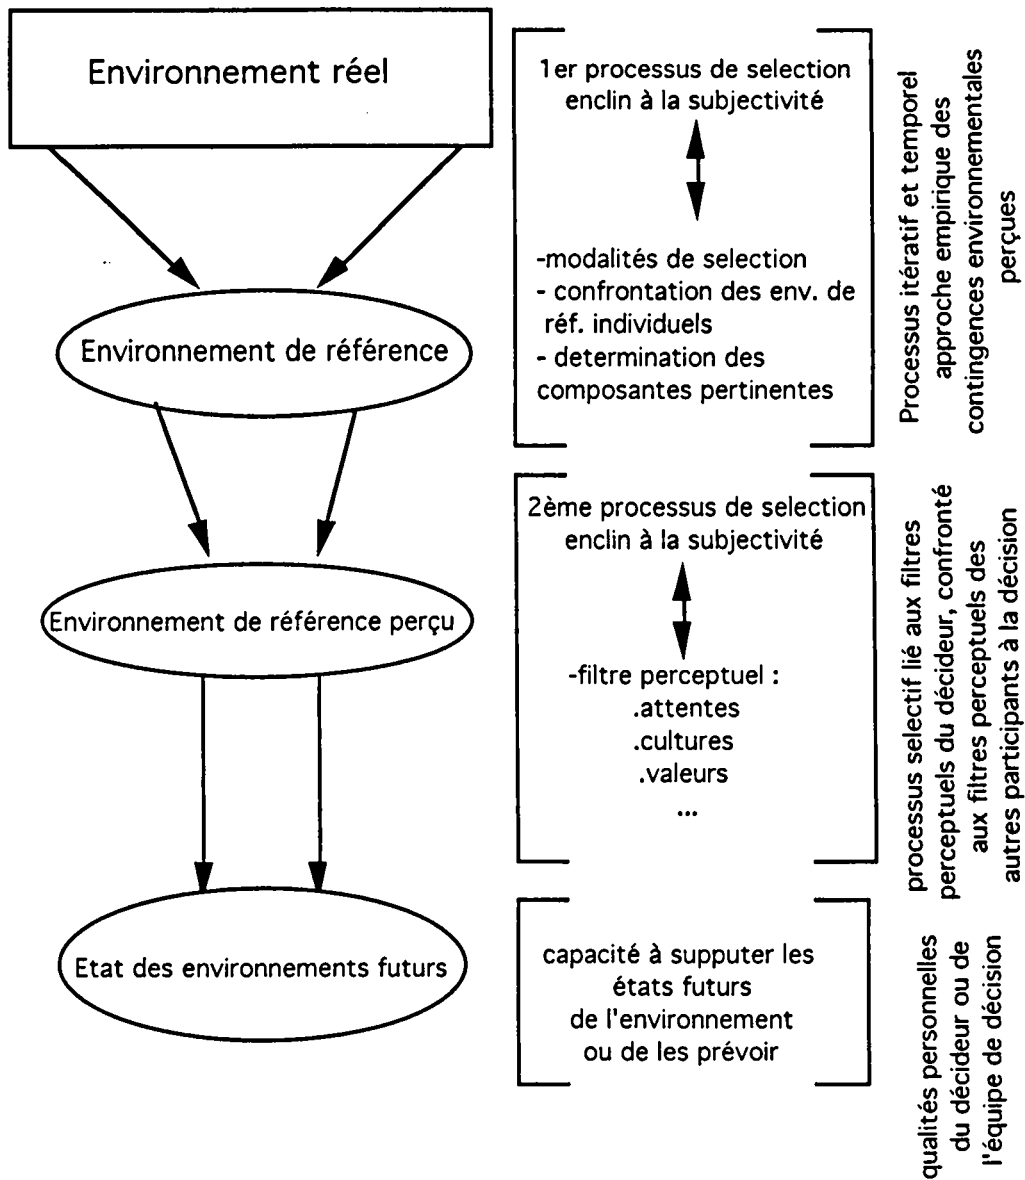 Environnement réel
1er processus de selection
enclin à la subjectivité
-modalités de selection
- confrontation des env. de
réf. individuels
- determination des
composantes pertinentes
Processus itératif et temporel
approche empirique des
contingences environnementales
perçues
Environnement de référence
2ème processus de selection
enclin à la subjectivité
-filtre perceptuel :
.attentes
.cultures
.valeurs
...
processus selectif lié aux filtres
perceptuels du décideur, confronté
aux filtres perceptuels des
autres participants à la décision
Environnement de référence perçu
Etat des environnements futurs
capacité à supputer les
états futurs
de l'environnement
ou de les prévoir
qualités personnelles
du décideur ou de
l'équipe de décision